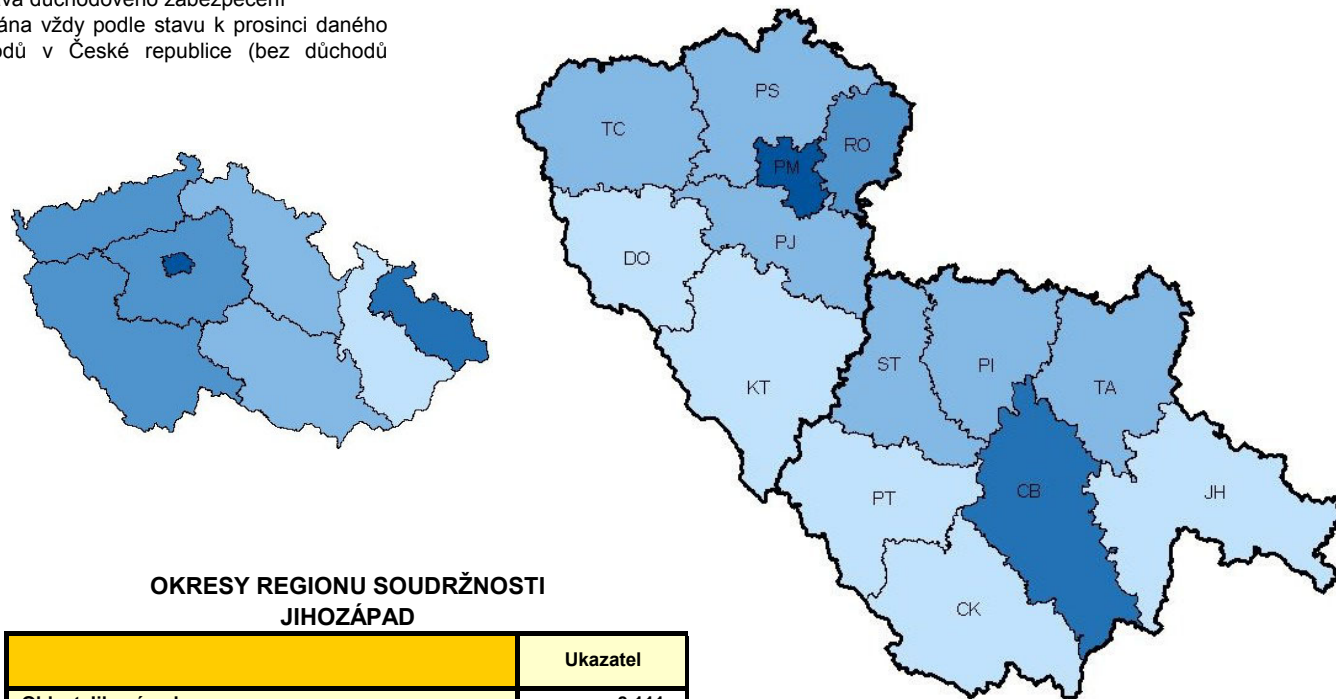 ána vždy podle stavu k prosinci daného
odů v České republice (bez důchodů
PS
TC
RO
PM
DO
PJ
ST
PI
TA
KT
PT
CB
JH
CK
OKRESY REGIONU SOUDRŽNOSTI
JIHOZÁPAD
Ukazatel